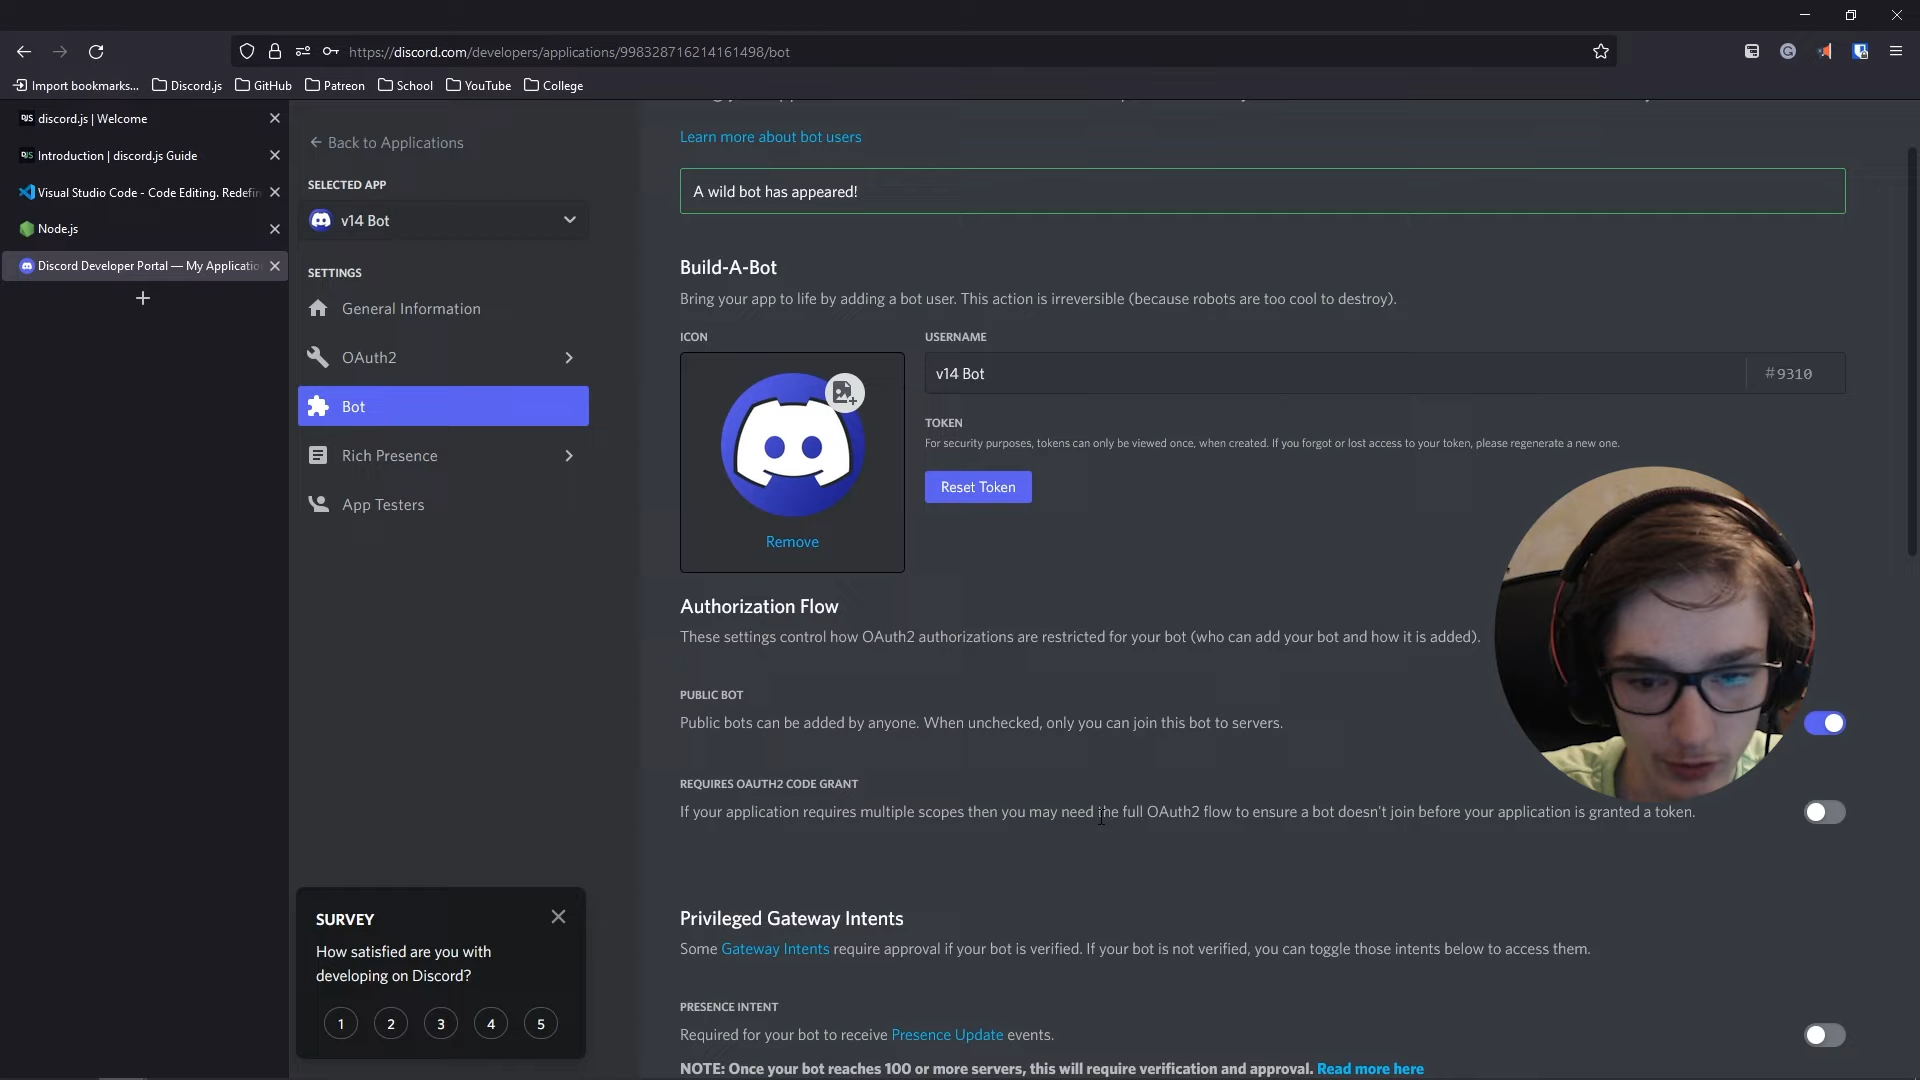 https://discord.com/developers/applications/998328716214161498/bot
Import bookmarks...
Discord.js
GitHub
Patreon
School
YouTube
College
DJS discord.js | Welcome
DJS Introduction | discord.js Guide
Visual Studio Code - Code Editing. Redefin
Node.js
Discord Developer Portal — My Applicatio
Back to Applications
SELECTED APP
v14 Bot
SETTINGS
General Information
OAuth2
Bot
Rich Presence
App Testers
SURVEY
How satisfied are you with
developing on Discord?
1 2 3 4 5
Learn more about bot users
A wild bot has appeared!
Build-A-Bot
Bring your app to life by adding a bot user. This action is irreversible (because robots are too cool to destroy).
ICON
Remove
USERNAME
v14 Bot
#9310
TOKEN
For security purposes, tokens can only be viewed once, when created. If you forgot or lost access to your token, please regenerate a new one.
Reset Token
Authorization Flow
These settings control how OAuth2 authorizations are restricted for your bot (who can add your bot and how it is added).
PUBLIC BOT
Public bots can be added by anyone. When unchecked, only you can join this bot to servers.
REQUIRES OAUTH2 CODE GRANT
If your application requires multiple scopes then you may need the full OAuth2 flow to ensure a bot doesn't join before your application is granted a token.
Privileged Gateway Intents
Some Gateway Intents require approval if your bot is verified. If your bot is not verified, you can toggle those intents below to access them.
PRESENCE INTENT
Required for your bot to receive Presence Update events.
NOTE: Once your bot reaches 100 or more servers, this will require verification and approval. Read more here